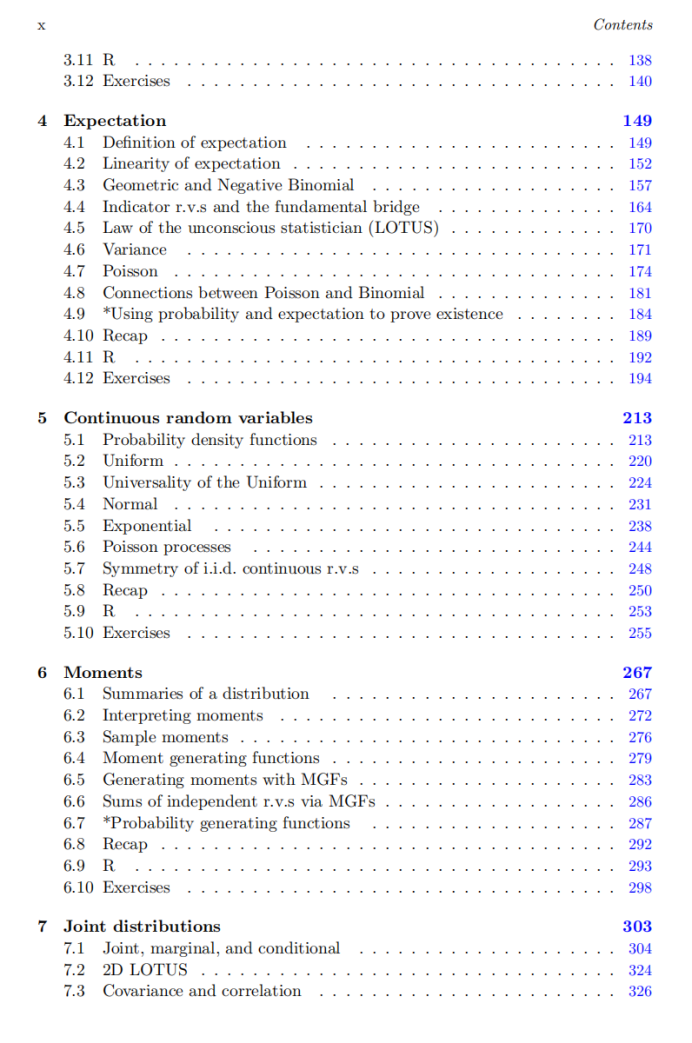 x Contents
3.11 R . . . . . . . . . . . . . . . . . . . . . . . . . . . . . . . . . . . . . 138
3.12 Exercises . . . . . . . . . . . . . . . . . . . . . . . . . . . . . . . . . 140
4 Expectation 149
4.1 Definition of expectation . . . . . . . . . . . . . . . . . . . . . . . . 149
4.2 Linearity of expectation . . . . . . . . . . . . . . . . . . . . . . . . . 152
4.3 Geometric and Negative Binomial . . . . . . . . . . . . . . . . . . 157
4.4 Indicator r.v.s and the fundamental bridge . . . . . . . . . . . . . . 164
4.5 Law of the unconscious statistician (LOTUS) . . . . . . . . . . . . . 170
4.6 Variance . . . . . . . . . . . . . . . . . . . . . . . . . . . . . . . . . 171
4.7 Poisson . . . . . . . . . . . . . . . . . . . . . . . . . . . . . . . . . . 174
4.8 Connections between Poisson and Binomial . . . . . . . . . . . . . . 181
4.9 *Using probability and expectation to prove existence . . . . . . . . 184
4.10 Recap . . . . . . . . . . . . . . . . . . . . . . . . . . . . . . . . . . . 189
4.11 R . . . . . . . . . . . . . . . . . . . . . . . . . . . . . . . . . . . . . 192
4.12 Exercises . . . . . . . . . . . . . . . . . . . . . . . . . . . . . . . . . 194
5 Continuous random variables 213
5.1 Probability density functions . . . . . . . . . . . . . . . . . . . . . . 213
5.2 Uniform . . . . . . . . . . . . . . . . . . . . . . . . . . . . . . . . . . 220
5.3 Universality of the Uniform . . . . . . . . . . . . . . . . . . . . . . . 224
5.4 Normal . . . . . . . . . . . . . . . . . . . . . . . . . . . . . . . . . . 231
5.5 Exponential . . . . . . . . . . . . . . . . . . . . . . . . . . . . . . . 238
5.6 Poisson processes . . . . . . . . . . . . . . . . . . . . . . . . . . . . 244
5.7 Symmetry of i.i.d. continuous r.v.s . . . . . . . . . . . . . . . . . . 248
5.8 Recap . . . . . . . . . . . . . . . . . . . . . . . . . . . . . . . . . . . 250
5.9 R . . . . . . . . . . . . . . . . . . . . . . . . . . . . . . . . . . . . . 253
5.10 Exercises . . . . . . . . . . . . . . . . . . . . . . . . . . . . . . . . . 255
6 Moments 267
6.1 Summaries of a distribution . . . . . . . . . . . . . . . . . . . . . . 267
6.2 Interpreting moments . . . . . . . . . . . . . . . . . . . . . . . . . . 272
6.3 Sample moments . . . . . . . . . . . . . . . . . . . . . . . . . . . . . 276
6.4 Moment generating functions . . . . . . . . . . . . . . . . . . . . . . 279
6.5 Generating moments with MGFs . . . . . . . . . . . . . . . . . . . . 283
6.6 Sums of independent r.v.s via MGFs . . . . . . . . . . . . . . . . . . 286
6.7 *Probability generating functions . . . . . . . . . . . . . . . . . . . 287
6.8 Recap . . . . . . . . . . . . . . . . . . . . . . . . . . . . . . . . . . . 292
6.9 R . . . . . . . . . . . . . . . . . . . . . . . . . . . . . . . . . . . . . 293
6.10 Exercises . . . . . . . . . . . . . . . . . . . . . . . . . . . . . . . . . 298
7 Joint distributions 303
7.1 Joint, marginal, and conditional . . . . . . . . . . . . . . . . . . . . 304
7.2 2D LOTUS . . . . . . . . . . . . . . . . . . . . . . . . . . . . . . . . 324
7.3 Covariance and correlation . . . . . . . . . . . . . . . . . . . . . . . 326